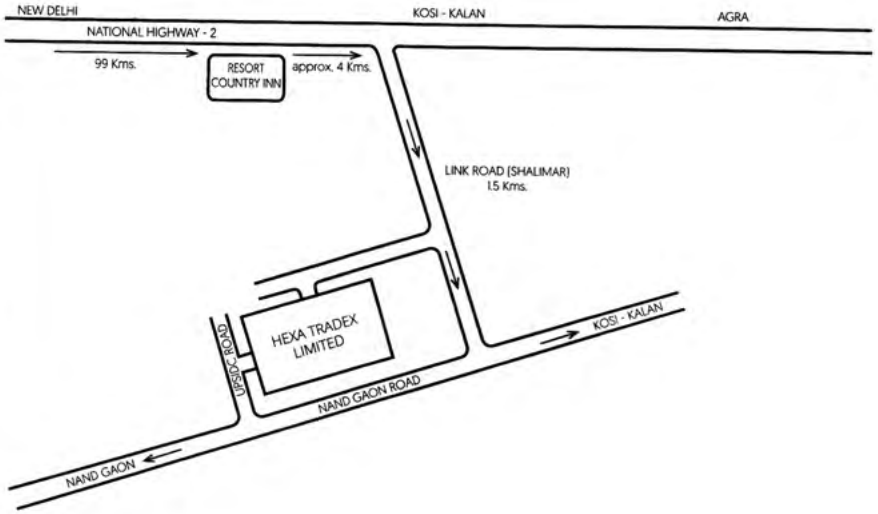 NEW DELHI
KOSI - KALAN
AGRA
NATIONAL HIGHWAY - 2
99 Kms.
RESORT
COUNTRY INN
approx. 4 Kms.
LINK ROAD (SHALIMAR)
1.5 Kms.
HEXA TRADEX
LIMITED
UPSIDC ROAD
KOSI - KALAN
NAND GAON ROAD
NAND GAON